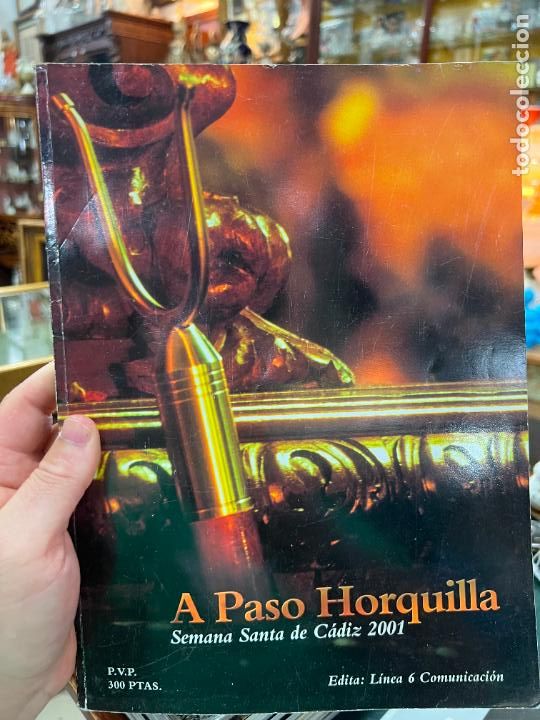 A Paso Horquilla
Semana Santa de Cádiz 2001
P.V.P.
300 PTAS.
Edita: Línea 6 Comunicación
todocoleccion